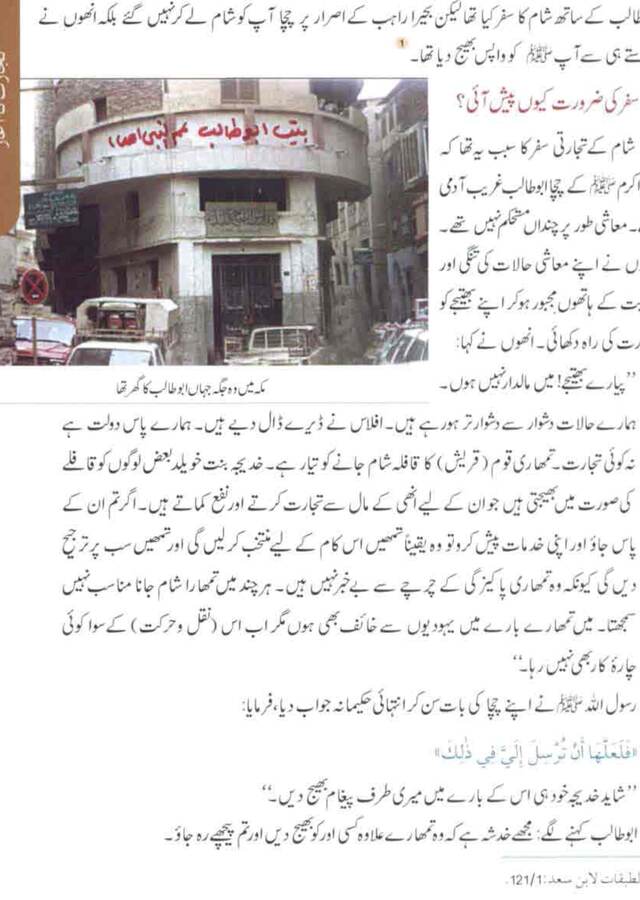 طالب کے ساتھ شام کا سفر کیا تھا لیکن بحیرا راہب کے اصرار پر چچا آپ کو شام لے کر نہیں گئے بلکہ انھوں نے
ستے ہی سے آپ ﷺ کو واپس بھیج دیا تھا۔ 1
سفر کی ضرورت کیوں پیش آئی؟
شام کے تجارتی سفر کا سبب یہ تھا کہ
اکرم ﷺ کے چچا ابوطالب غریب آدمی
معاشی طور پر چنداں مستحکم نہیں تھے۔
نے اپنے معاشی حالات کی تنگی اور
ت کے ہاتھوں مجبور ہو کر اپنے بھتیجے کو
رت کی راہ دکھائی۔ انھوں نے کہا:
’’پیارے بھتیجے! میں مالدار نہیں ہوں۔
بیت ابو طالب عم نبی
مکہ میں وہ جگہ جہاں ابوطالب کا گھر تھا
ہمارے حالات دشوار سے دشوار تر ہو رہے ہیں۔ افلاس نے ڈیرے ڈال دیے ہیں۔ ہمارے پاس دولت ہے
نہ کوئی تجارت۔ تمھاری قوم (قریش) کا قافلہ شام جانے کو تیار ہے۔ خدیجہ بنت خویلد بعض لوگوں کو قافلے
کی صورت میں بھیجتی ہیں جو ان کے لیے انھی کے مال سے تجارت کرتے اور نفع کماتے ہیں۔ اگر تم ان کے
پاس جاؤ اور اپنی خدمات پیش کرو تو وہ یقیناً تمھیں اس کام کے لیے منتخب کر لیں گی اور تمھیں سب پر ترجیح
دیں گی کیونکہ وہ تمھاری پاکیزگی کے چرچے سے بے خبر نہیں ہیں۔ ہر چند میں تمھارا شام جانا مناسب نہیں
سمجھتا۔ میں تمھارے بارے میں یہودیوں سے خائف بھی ہوں مگر اب اس (نقل و حرکت) کے سوا کوئی
چارۂ کار بھی نہیں رہا۔‘‘
رسول اللہ ﷺ نے اپنے چچا کی بات سن کر انتہائی حکیمانہ جواب دیا، فرمایا:
«فَلَعَلَّهَا أَنْ تُرْسِلَ إِلَيَّ فِي ذٰلِكَ»
’’شاید خدیجہ خود ہی اس کے بارے میں میری طرف پیغام بھیج دیں۔‘‘
ابوطالب کہنے لگے: مجھے خدشہ ہے کہ وہ تمھارے علاوہ کسی اور کو بھیج دیں اور تم پیچھے رہ جاؤ۔
لطبقات لابن سعد: 121/1.